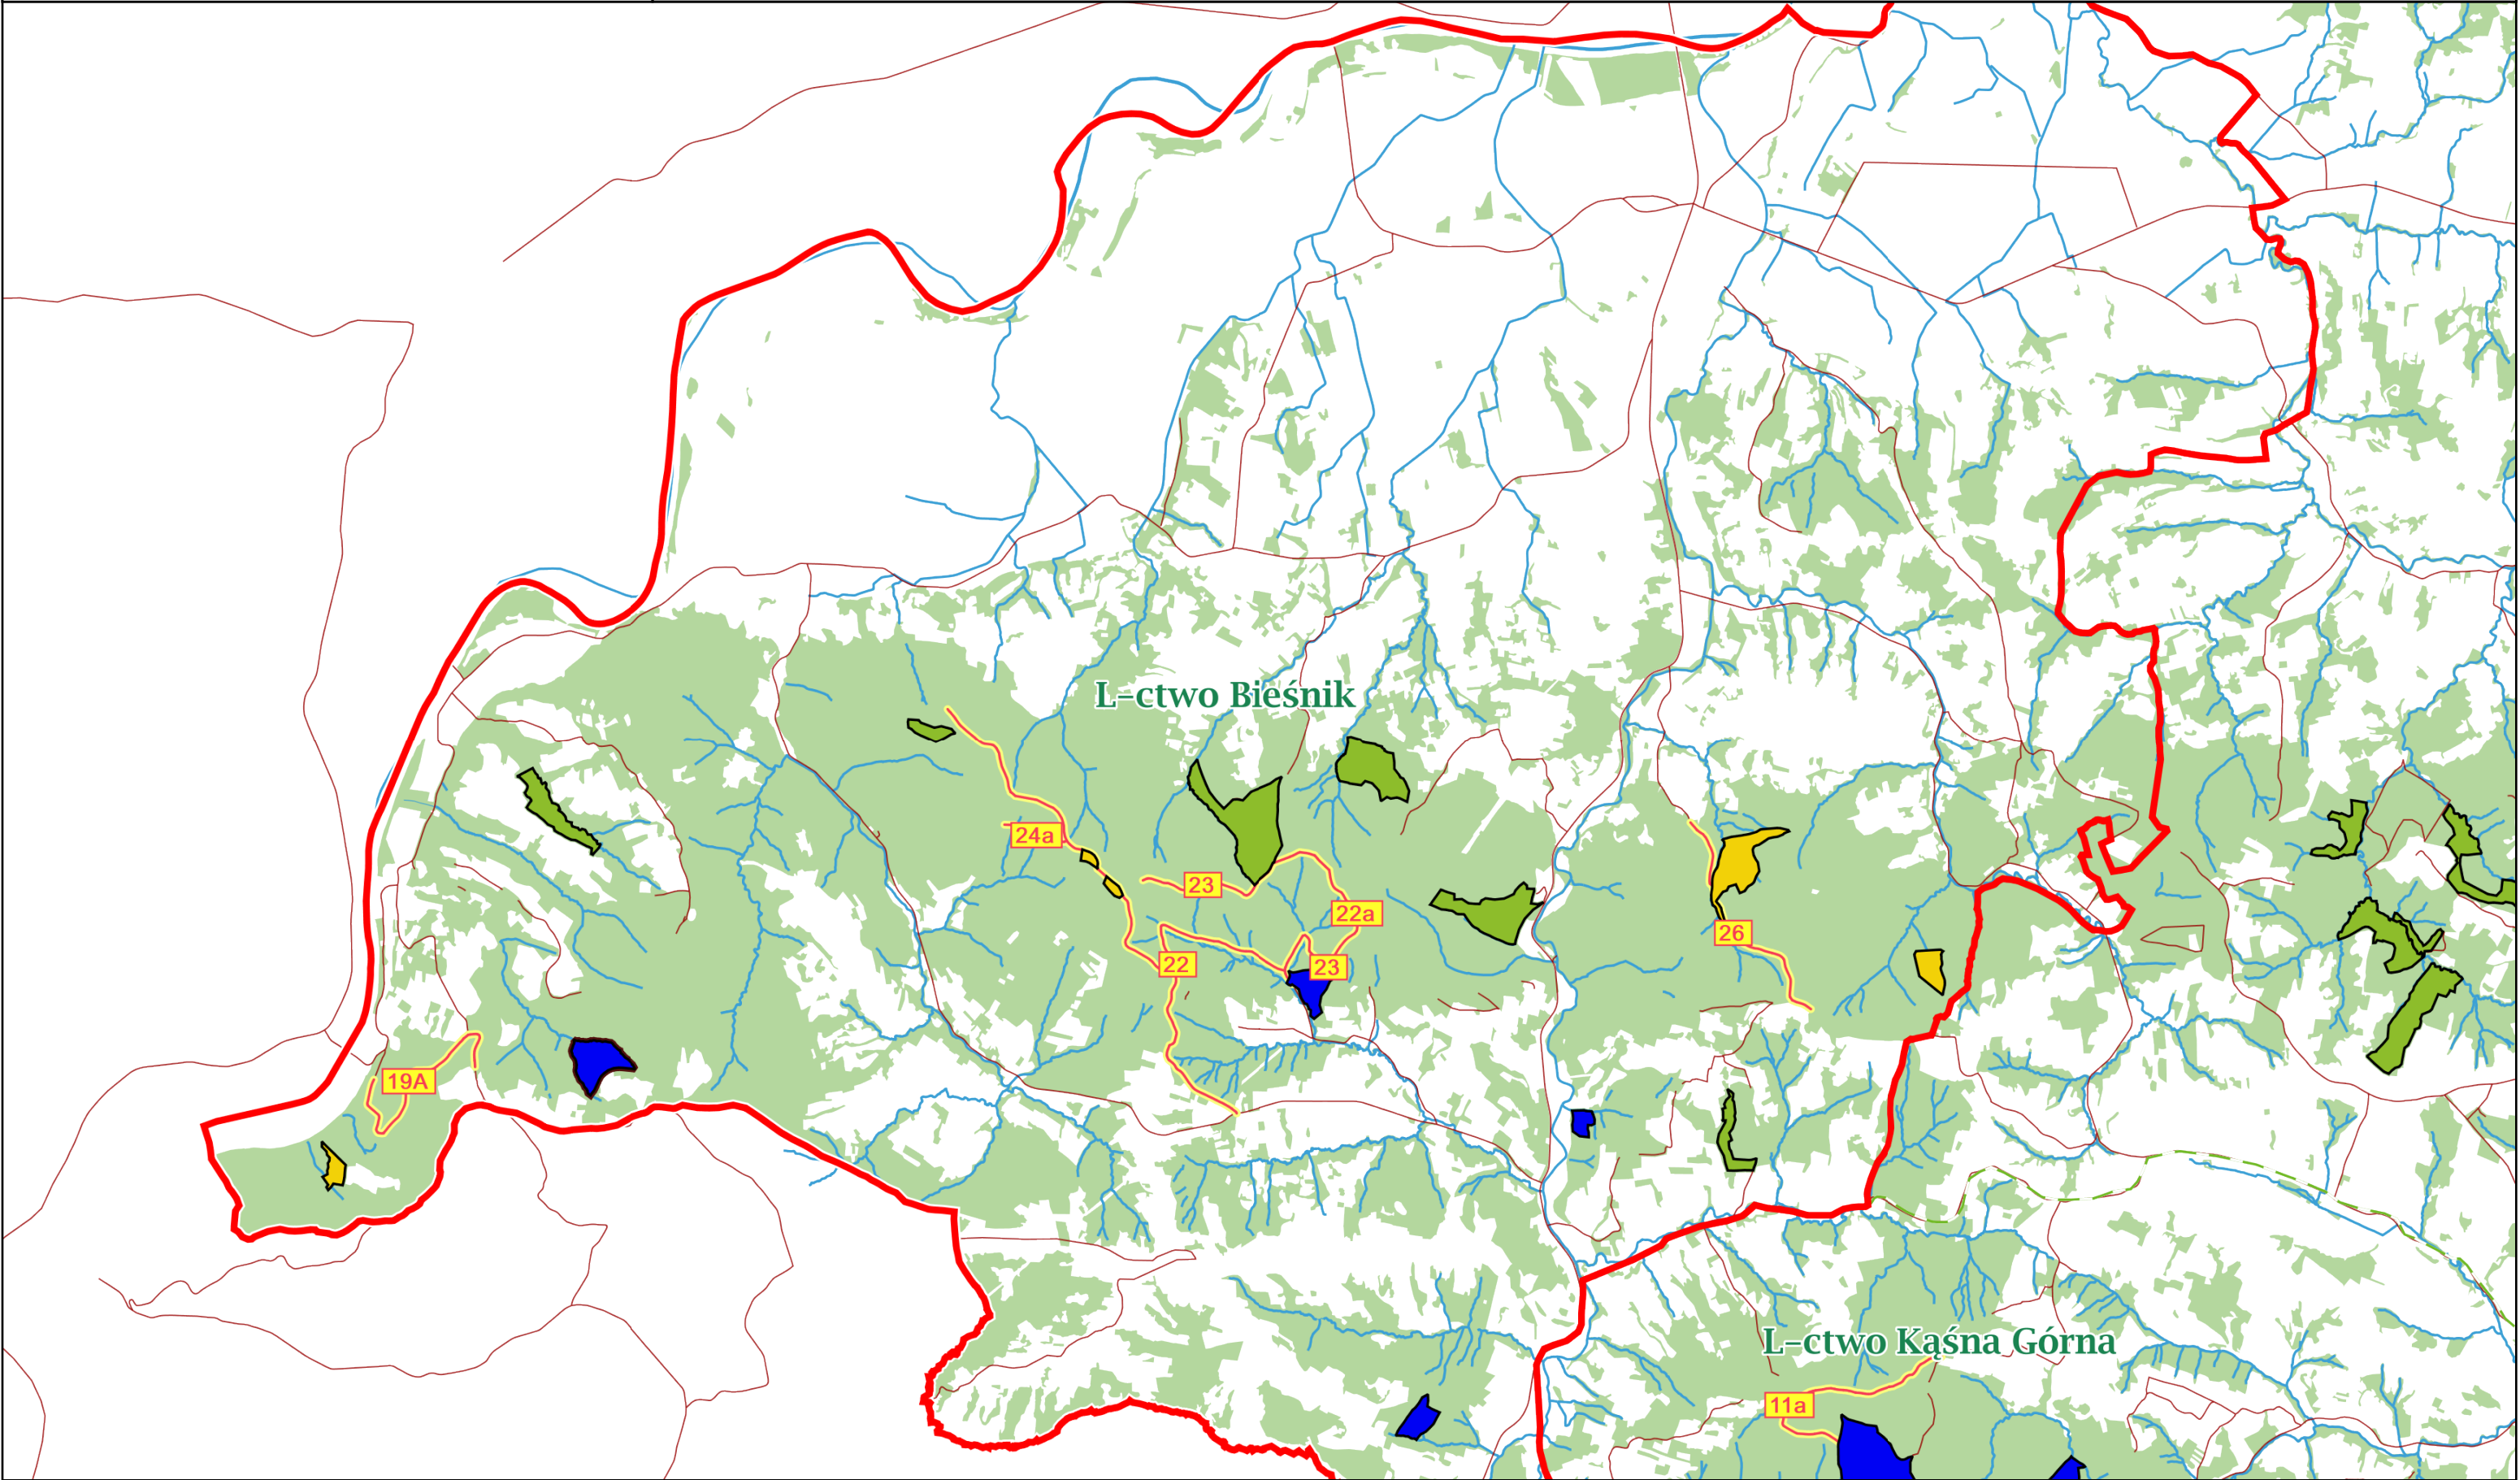 L-ctwo Bieśnik
24a
23
22a
26
22
23
19A
L-ctwo Kąśna Górna
11a